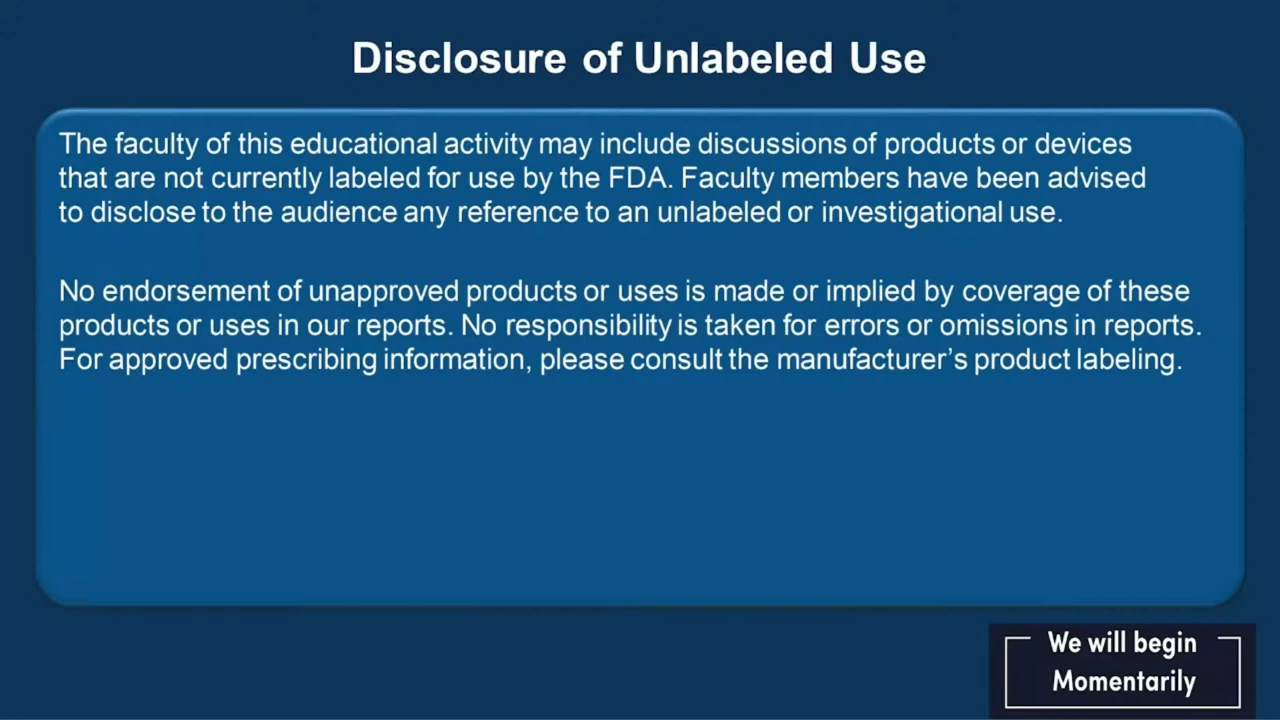 Disclosure of Unlabeled Use
The faculty of this educational activity may include discussions of products or devices
that are not currently labeled for use by the FDA. Faculty members have been advised
to disclose to the audience any reference to an unlabeled or investigational use.
No endorsement of unapproved products or uses is made or implied by coverage of these
products or uses in our reports. No responsibility is taken for errors or omissions in reports.
For approved prescribing information, please consult the manufacturer’s product labeling.
We will begin
Momentarily